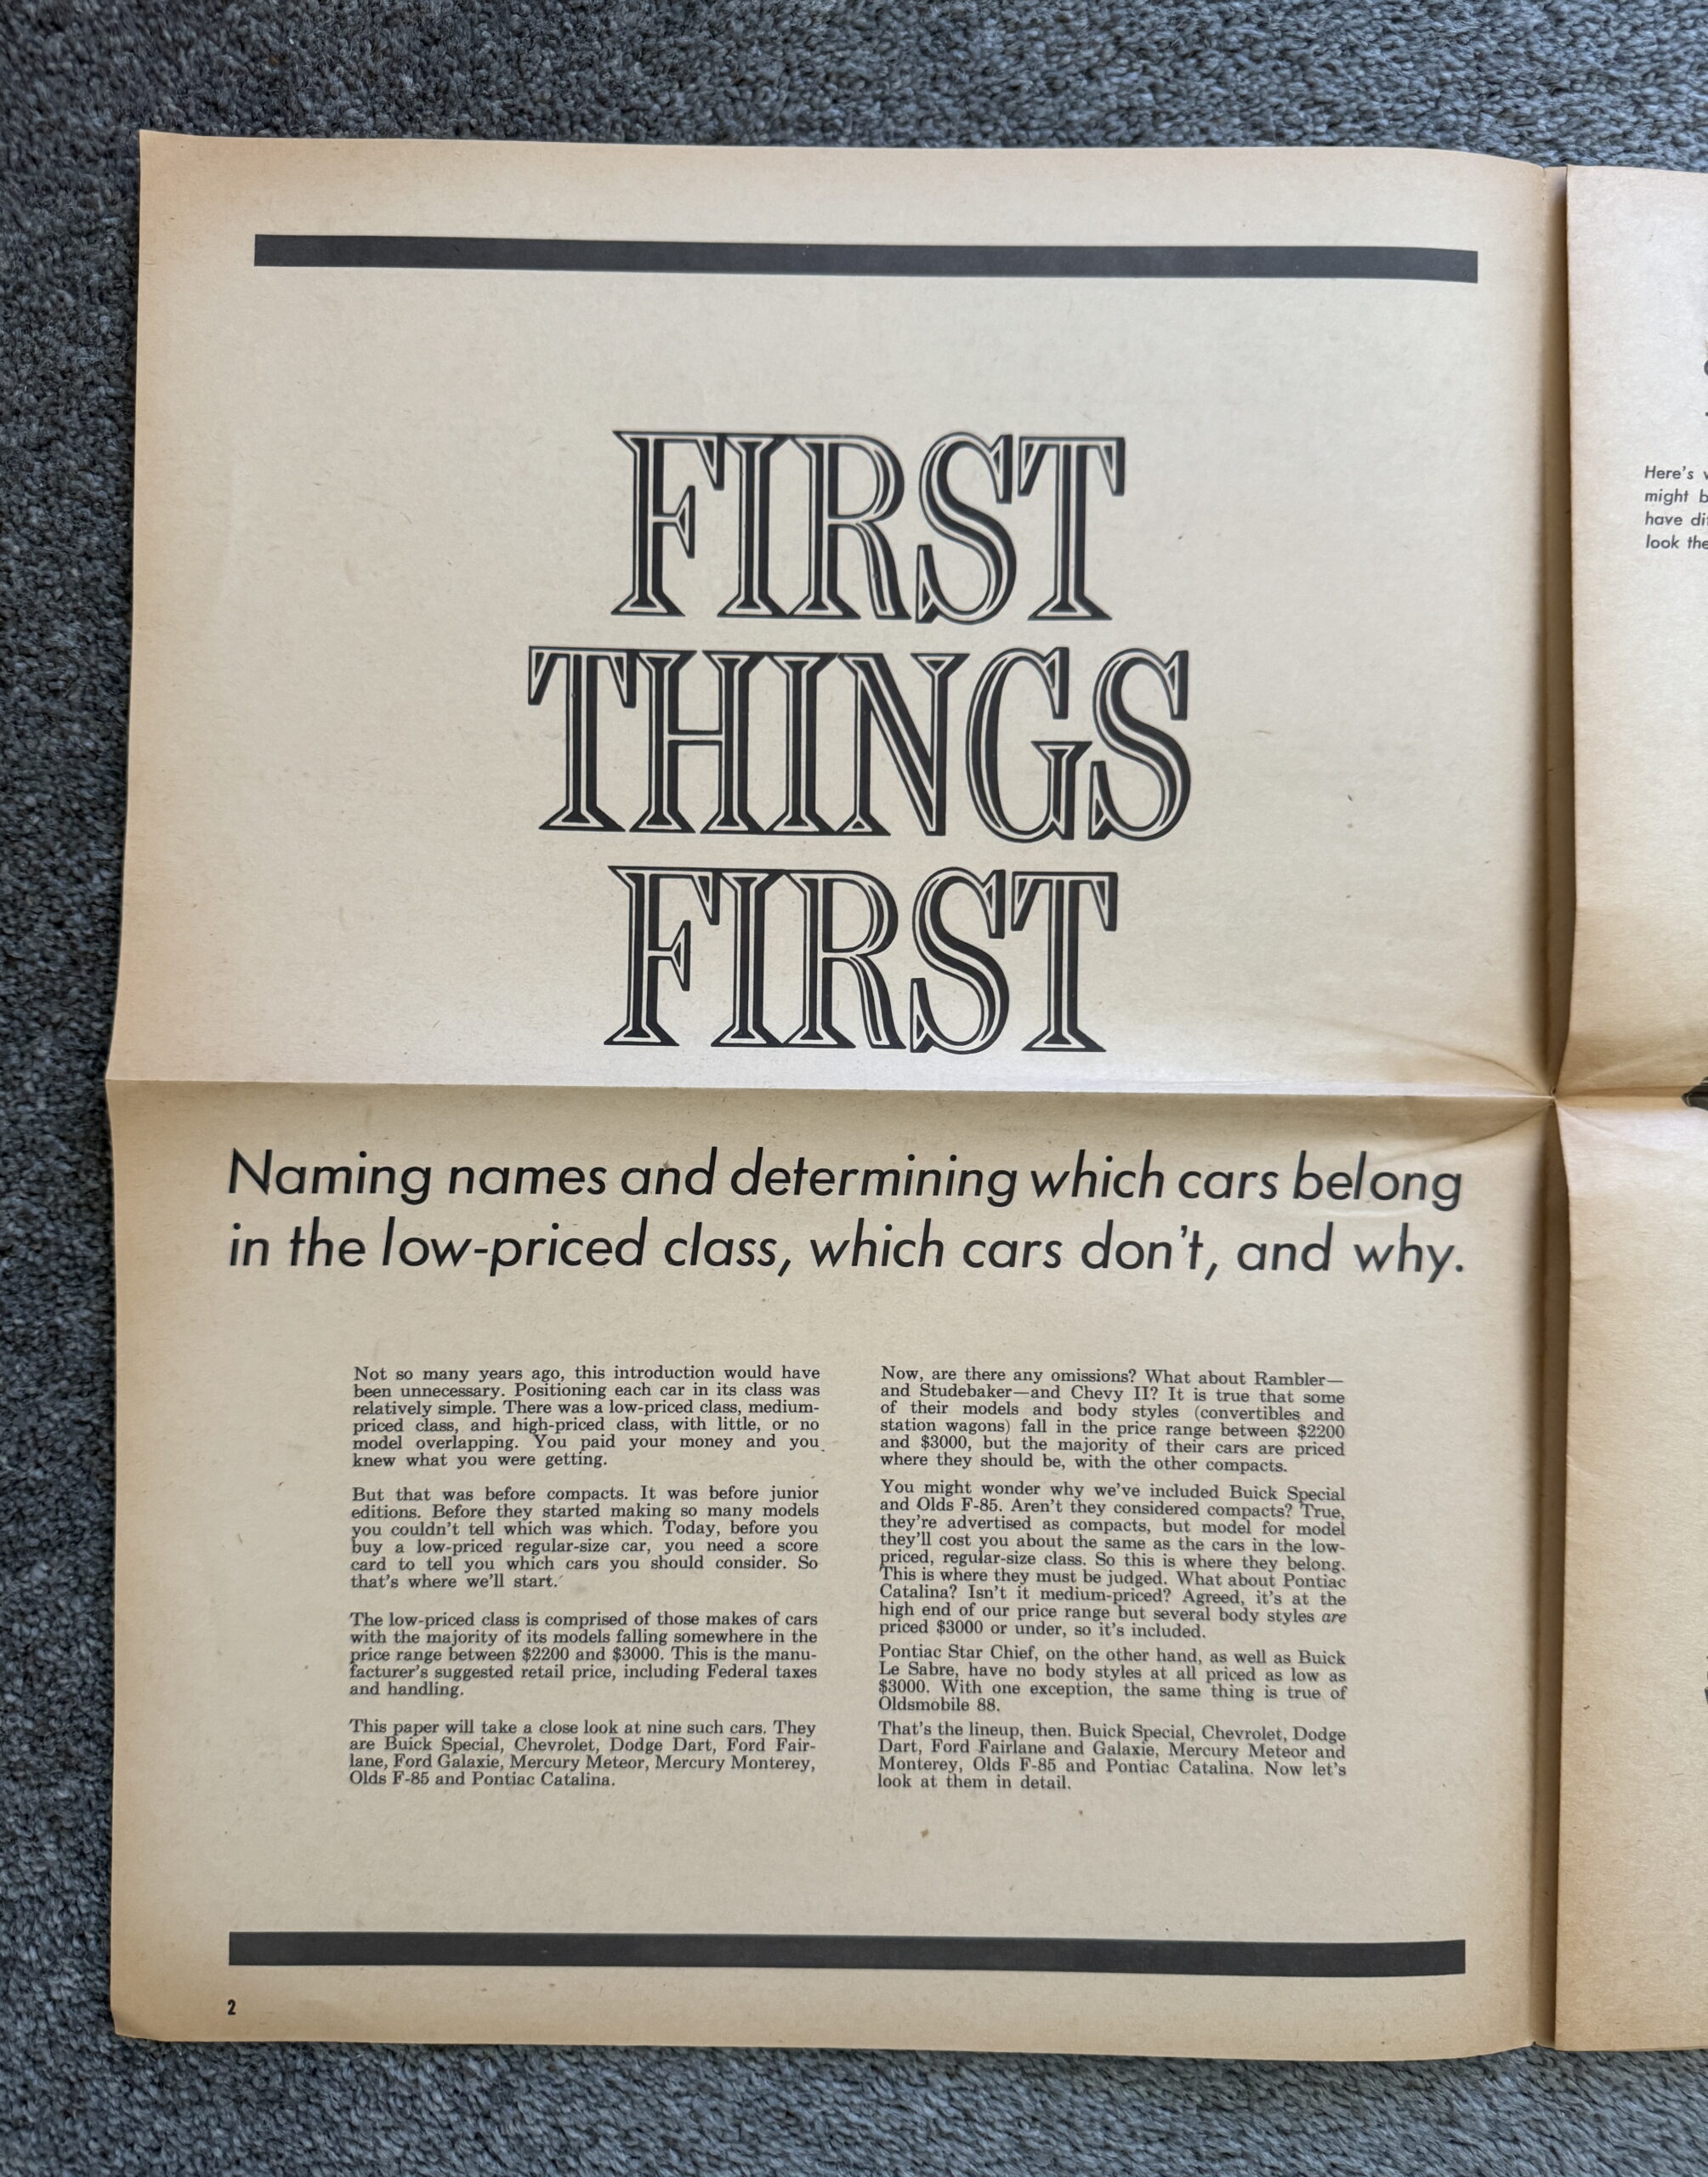 FIRST
THINGS
FIRST
Naming names and determining which cars belong
in the low-priced class, which cars don't, and why.
Not so many years ago, this introduction would have
been unnecessary. Positioning each car in its class was
relatively simple. There was a low-priced class, medium-
priced class, and high-priced class, with little, or no
model overlapping. You paid your money and you
knew what you were getting.
But that was before compacts. It was before junior
editions. Before they started making so many models
you couldn't tell which was which. Today, before you
buy a low-priced regular-size car, you need a score
card to tell you which cars you should consider. So
that's where we'll start.
The low-priced class is comprised of those makes of cars
with the majority of its models falling somewhere in the
price range between $2200 and $3000. This is the manu-
facturer's suggested retail price, including Federal taxes
and handling.
This paper will take a close look at nine such cars. They
are Buick Special, Chevrolet, Dodge Dart, Ford Fair-
lane, Ford Galaxie, Mercury Meteor, Mercury Monterey,
Olds F-85 and Pontiac Catalina.
Now, are there any omissions? What about Rambler—
and Studebaker—and Chevy II? It is true that some
of their models and body styles (convertibles and
station wagons) fall in the price range between $2200
and $3000, but the majority of their cars are priced
where they should be, with the other compacts.
You might wonder why we've included Buick Special
and Olds F-85. Aren't they considered compacts? True,
they're advertised as compacts, but model for model
they'll cost you about the same as the cars in the low-
priced, regular-size class. So this is where they belong.
This is where they must be judged. What about Pontiac
Catalina? Isn't it medium-priced? Agreed, it's at the
high end of our price range but several body styles are
priced $3000 or under, so it's included.
Pontiac Star Chief, on the other hand, as well as Buick
Le Sabre, have no body styles at all priced as low as
$3000. With one exception, the same thing is true of
Oldsmobile 88.
That's the lineup, then. Buick Special, Chevrolet, Dodge
Dart, Ford Fairlane and Galaxie, Mercury Meteor and
Monterey, Olds F-85 and Pontiac Catalina. Now let's
look at them in detail.
2
Here's
might
have
look